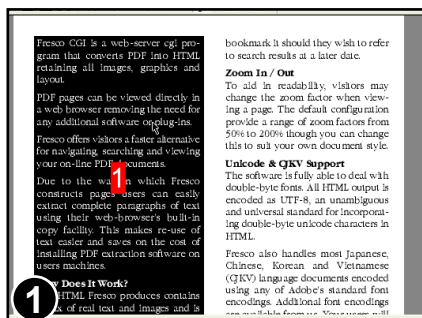 Fresco CGI is a web-server cgi pro-
gram that converts PDF into HTML
retaining all images, graphics and
layout.
PDF pages can be viewed directly in
a web browser removing the need for
any additional software or plug-ins.
Fresco offers visitors a faster alternative
for navigating, searching and viewing
your on-line PDF documents.
Due to the way in which Fresco
constructs pages users can easily
extract complete paragraphs of text
using their web-browser's built-in
copy facility. This makes re-use of
text easier and saves on the cost of
installing PDF extraction software on
users machines.
Does It Work?
HTML Fresco produces contains
of real text and images and is
1
1
bookmark it should they wish to refer
to search results at a later date.
Zoom In / Out
To aid in readability, visitors may
change the zoom factor when view-
ing a page. The default configuration
provide a range of zoom factors from
50% to 200% though you can change
this to suit your own document style.
Unicode & CJKV Support
The software is fully able to deal with
double-byte fonts. All HTML output is
encoded as UTF-8, an unambiguous
and universal standard for incorporat-
ing double-byte unicode characters in
HTML.
Fresco also handles most Japanese,
Chinese, Korean and Vietnamese
(CJKV) language documents encoded
using any of Adobe's standard font
encodings. Additional font encodings
are available from us. Your users will